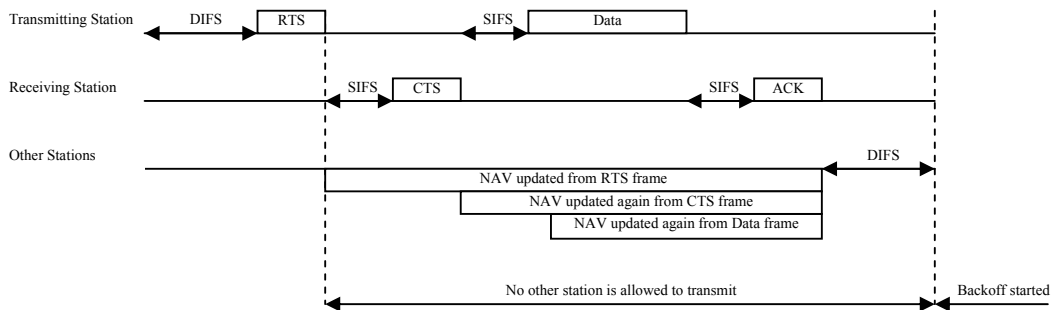 Transmitting Station
DIFS
RTS
SIFS
Data
Receiving Station
SIFS
CTS
SIFS
ACK
Other Stations
DIFS
NAV updated from RTS frame
NAV updated again from CTS frame
NAV updated again from Data frame
No other station is allowed to transmit
Backoff started